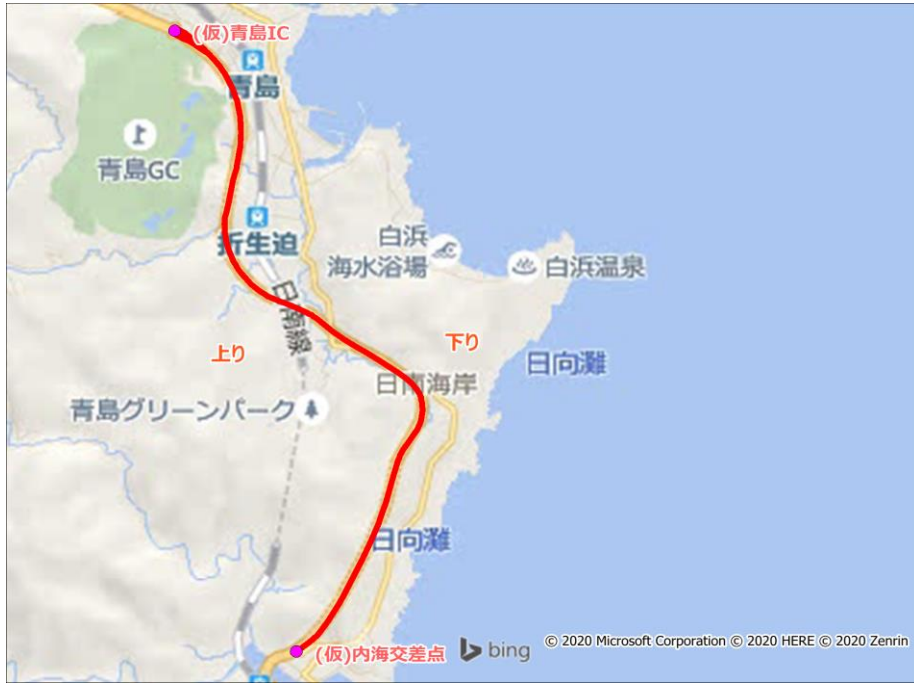 (仮)青島IC
青島
青島GC
折生迫
白浜
海水浴場
白浜温泉
日南線
上り
下り
日向灘
日南海岸
青島グリーンパーク
日向灘
(仮)内海交差点
bing
© 2020 Microsoft Corporation © 2020 HERE © 2020 Zenrin